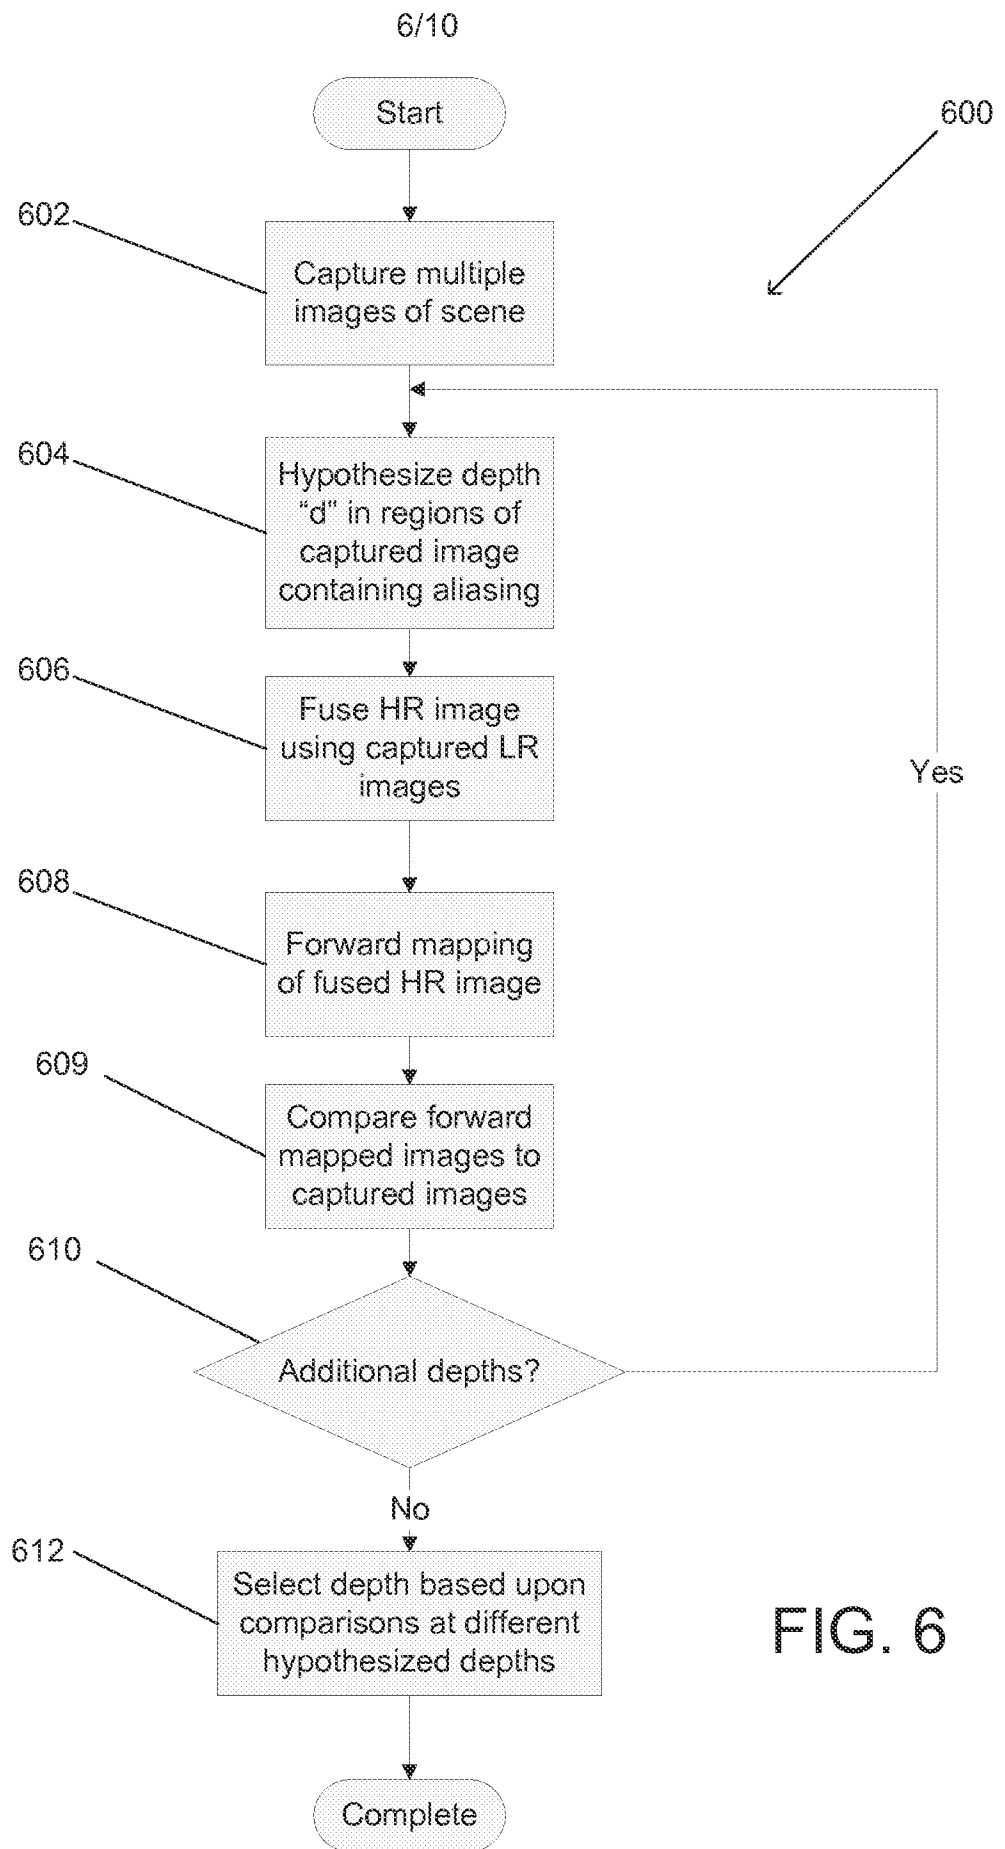 6/10
Start
600
602
Capture multiple
images of scene
604
Hypothesize depth
“d” in regions of
captured image
containing aliasing
606
Fuse HR image
using captured LR
images
Yes
608
Forward mapping
of fused HR image
609
Compare forward
mapped images to
captured images
610
Additional depths?
No
612
Select depth based upon
comparisons at different
hypothesized depths
FIG. 6
Complete